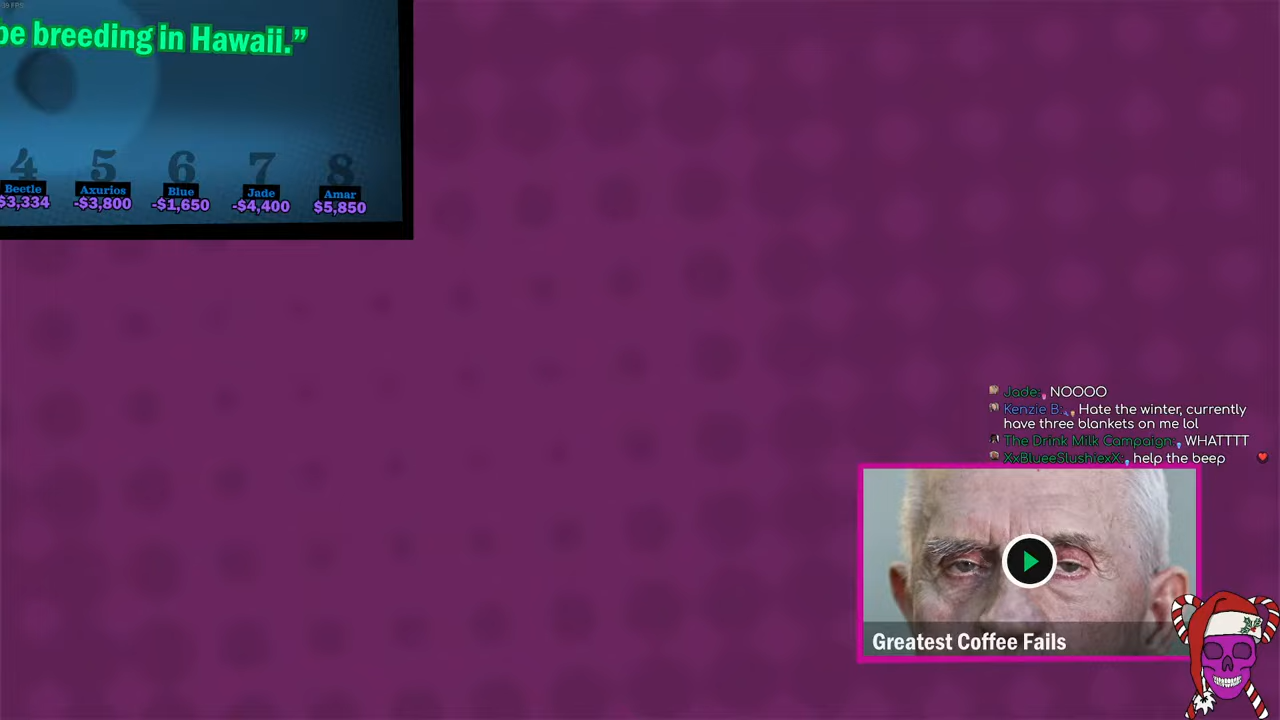 39 FPS
be breeding in Hawaii.”
4 5 6 7 8
Beetle Axurios Blue Jade Amar
$3,334 -$3,800 -$1,650 -$4,400 $5,850
Jade: NOOOO
Kenzie B: Hate the winter, currently
have three blankets on me lol
The Drink Milk Campaign: WHATTTT
XxBlueeSlushiexX: help the beep
Greatest Coffee Fails